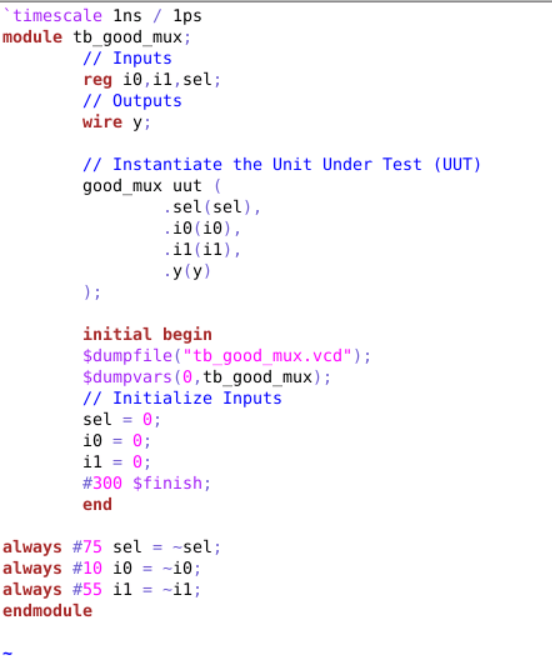 `timescale 1ns / 1ps
module tb_good_mux;
        // Inputs
        reg i0,i1,sel;
        // Outputs
        wire y;

        // Instantiate the Unit Under Test (UUT)
        good_mux uut (
                .sel(sel),
                .i0(i0),
                .i1(i1),
                .y(y)
        );

        initial begin
        $dumpfile("tb_good_mux.vcd");
        $dumpvars(0,tb_good_mux);
        // Initialize Inputs
        sel = 0;
        i0 = 0;
        i1 = 0;
        #300 $finish;
        end

always #75 sel = ~sel;
always #10 i0 = ~i0;
always #55 i1 = ~i1;
endmodule

~